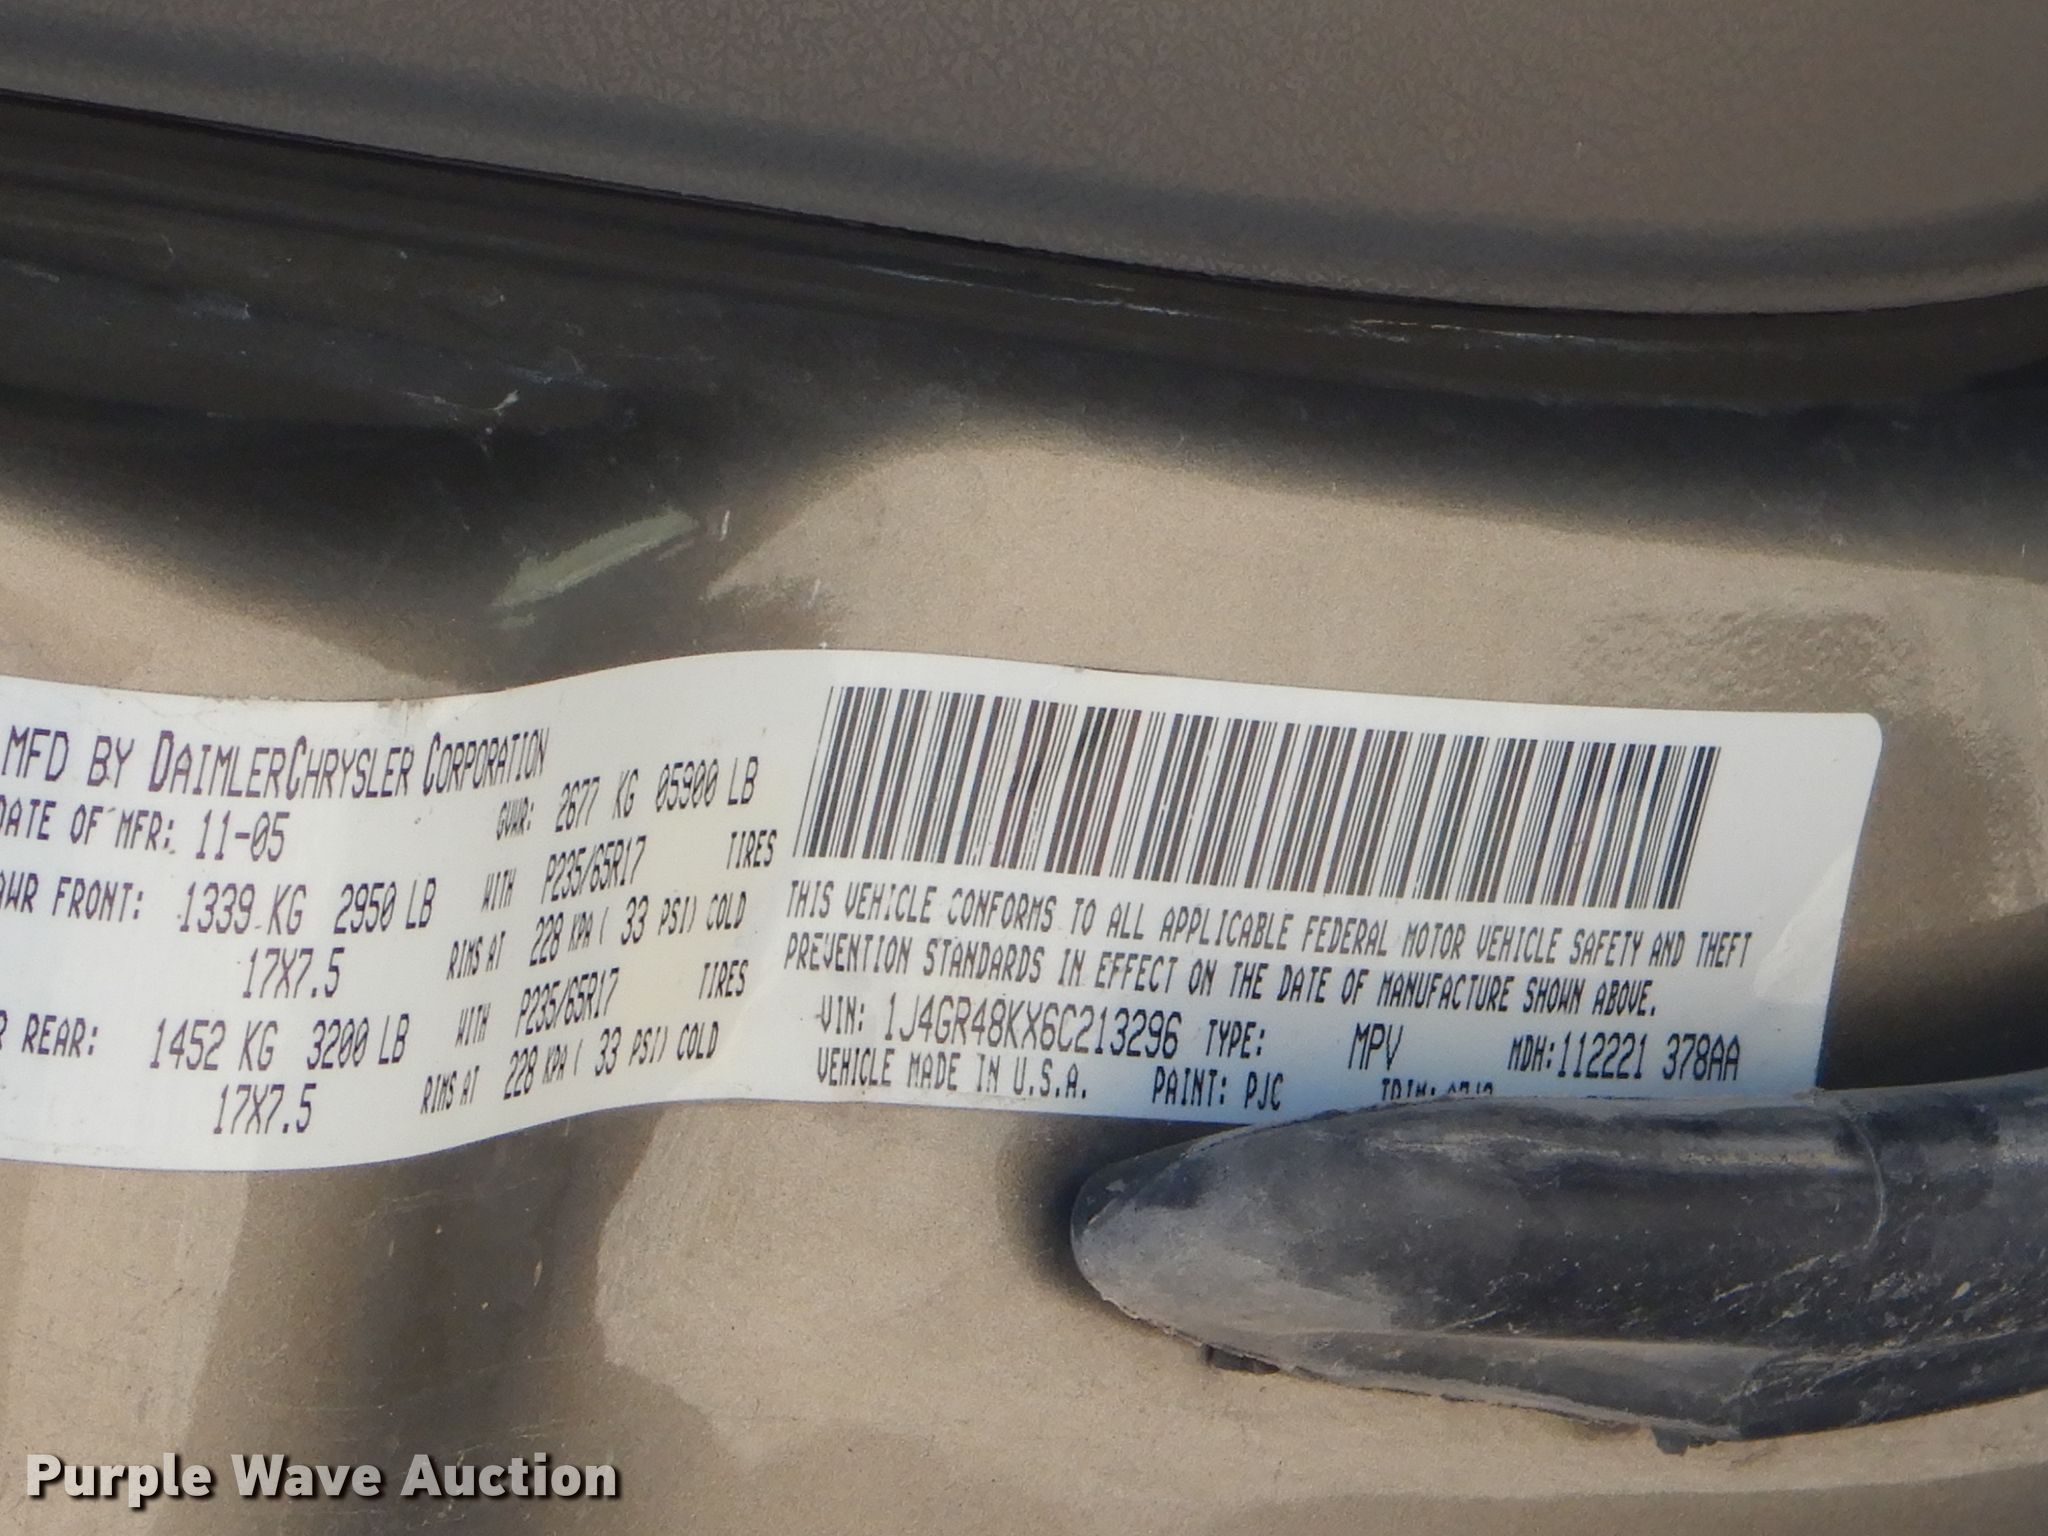 MFD BY DAIMLERCHRYSLER CORPORATION
DATE OF MFR: 11-05 GVWR: 2677 KG 05900 LB
AWR FRONT: 1339 KG 2950 LB WITH P235/65R17 TIRES
17X7.5 RIMS AT 228 KPA ( 33 PSI) COLD
R REAR: 1452 KG 3200 LB WITH P235/65R17 TIRES
17X7.5 RIMS AT 228 KPA ( 33 PSI) COLD
THIS VEHICLE CONFORMS TO ALL APPLICABLE FEDERAL MOTOR VEHICLE SAFETY AND THEFT
PREVENTION STANDARDS IN EFFECT ON THE DATE OF MANUFACTURE SHOWN ABOVE.
VIN: 1J4GR48KX6C213296 TYPE: MPV MDH:112221 378AA
VEHICLE MADE IN U.S.A. PAINT: PJC TRIM:
Purple Wave Auction